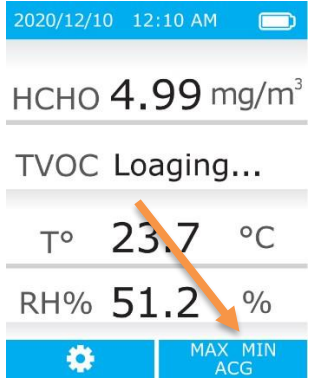 2020/12/10 12:10 AM
HCHO 4.99 mg/m³
TVOC Loaging...
T° 23.7 °C
RH% 51.2 %
MAX MIN
ACG